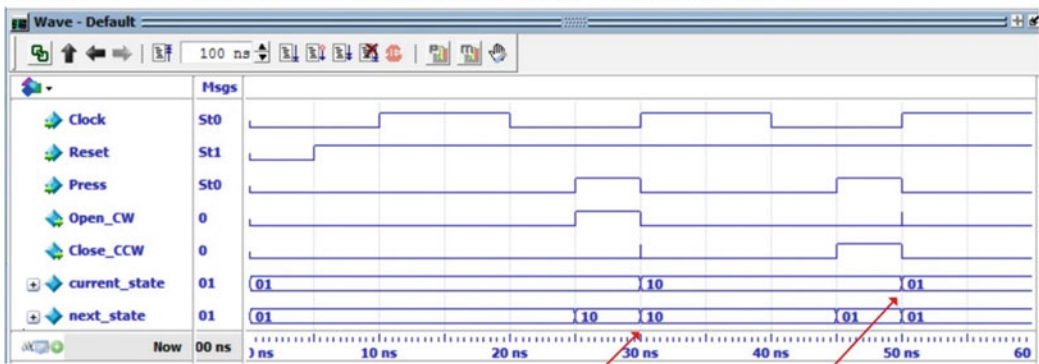 Wave - Default
100 ns
Msgs
Clock St0
Reset St1
Press St0
Open_CW 0
Close_CCW 0
current_state 01 01 10 01
next_state 01 01 10 10 01 01
Now 00 ns ns 10 ns 20 ns 30 ns 40 ns 50 ns 60